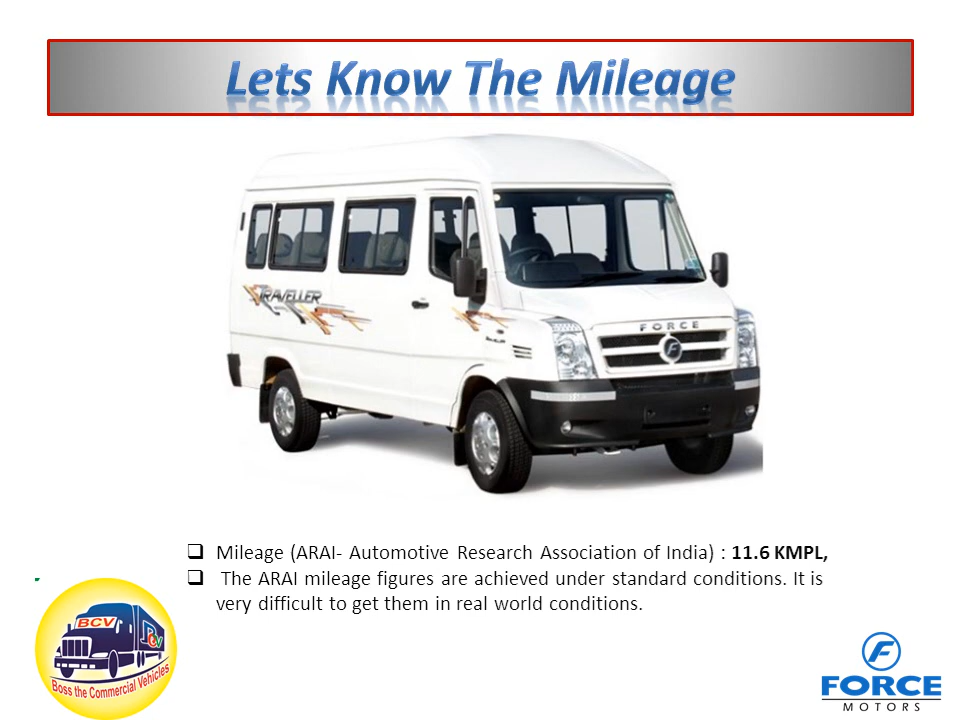 Lets Know The Mileage
TRAVELLER
FORCE
F
❑ Mileage (ARAI- Automotive Research Association of India) : 11.6 KMPL,
❑ The ARAI mileage figures are achieved under standard conditions. It is
very difficult to get them in real world conditions.
BCV
Boss the Commercial Vehicles
F
FORCE
MOTORS